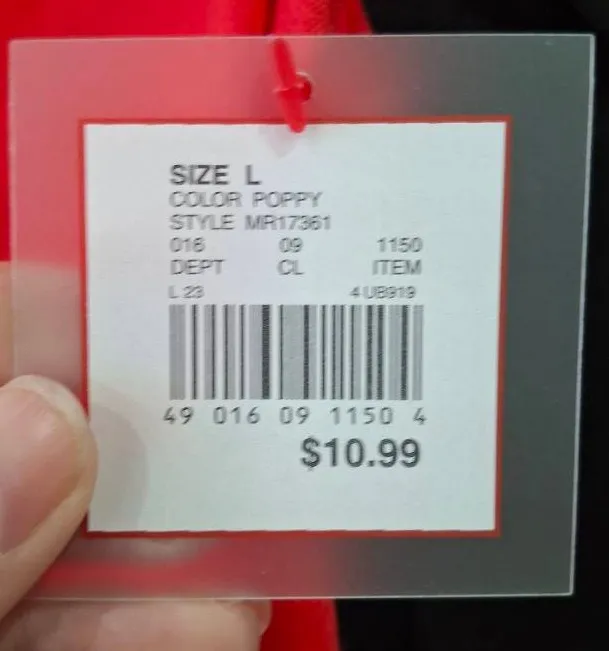 SIZE L
COLOR POPPY
STYLE MR17361
016 09 1150
DEPT CL ITEM
L 23 4 UB919
49 016 09 1150 4
$10.99